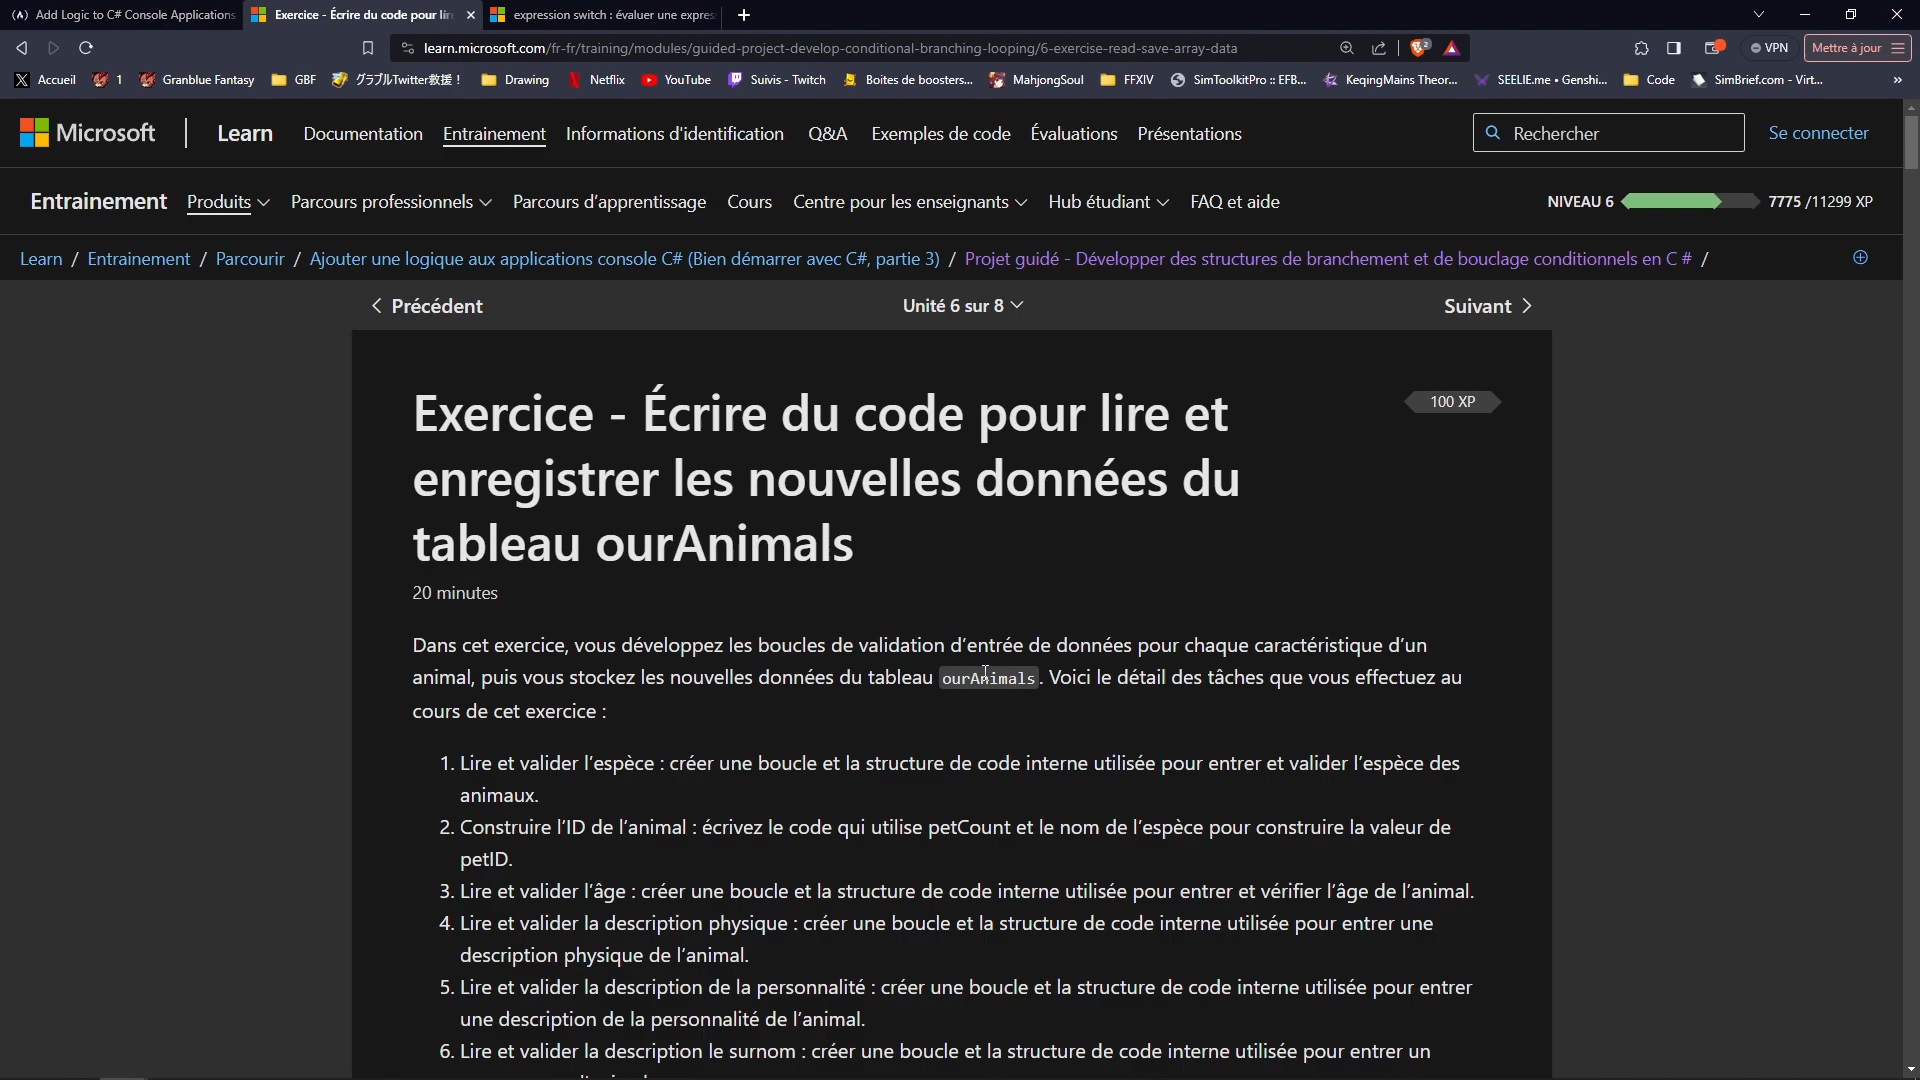 Add Logic to C# Console Applications
Exercice - Écrire du code pour lire
expression switch : évaluer une expres
learn.microsoft.com/fr-fr/training/modules/guided-project-develop-conditional-branching-looping/6-exercise-read-save-array-data
2
VPN
Mettre à jour
Accueil
1
Granblue Fantasy
GBF
グラブルTwitter救援！
Drawing
Netflix
YouTube
Suivis - Twitch
Boites de boosters...
MahjongSoul
FFXIV
SimToolkitPro :: EFB...
KeqingMains Theor...
SEELIE.me • Genshi...
Code
SimBrief.com - Virt...
»
Microsoft
Learn
Documentation
Entrainement
Informations d'identification
Q&A
Exemples de code
Évaluations
Présentations
Rechercher
Se connecter
Entrainement
Produits
Parcours professionnels
Parcours d'apprentissage
Cours
Centre pour les enseignants
Hub étudiant
FAQ et aide
NIVEAU 6
7775 /11299 XP
Learn / Entrainement / Parcourir / Ajouter une logique aux applications console C# (Bien démarrer avec C#, partie 3) / Projet guidé - Développer des structures de branchement et de bouclage conditionnels en C # /
Précédent
Unité 6 sur 8
Suivant
Exercice - Écrire du code pour lire et
enregistrer les nouvelles données du
tableau ourAnimals
100 XP
20 minutes
Dans cet exercice, vous développez les boucles de validation d'entrée de données pour chaque caractéristique d'un
animal, puis vous stockez les nouvelles données du tableau ourAnimals. Voici le détail des tâches que vous effectuez au
cours de cet exercice :
1. Lire et valider l'espèce : créer une boucle et la structure de code interne utilisée pour entrer et valider l'espèce des
animaux.
2. Construire l'ID de l'animal : écrivez le code qui utilise petCount et le nom de l'espèce pour construire la valeur de
petID.
3. Lire et valider l'âge : créer une boucle et la structure de code interne utilisée pour entrer et vérifier l'âge de l'animal.
4. Lire et valider la description physique : créer une boucle et la structure de code interne utilisée pour entrer une
description physique de l'animal.
5. Lire et valider la description de la personnalité : créer une boucle et la structure de code interne utilisée pour entrer
une description de la personnalité de l'animal.
6. Lire et valider la description le surnom : créer une boucle et la structure de code interne utilisée pour entrer un